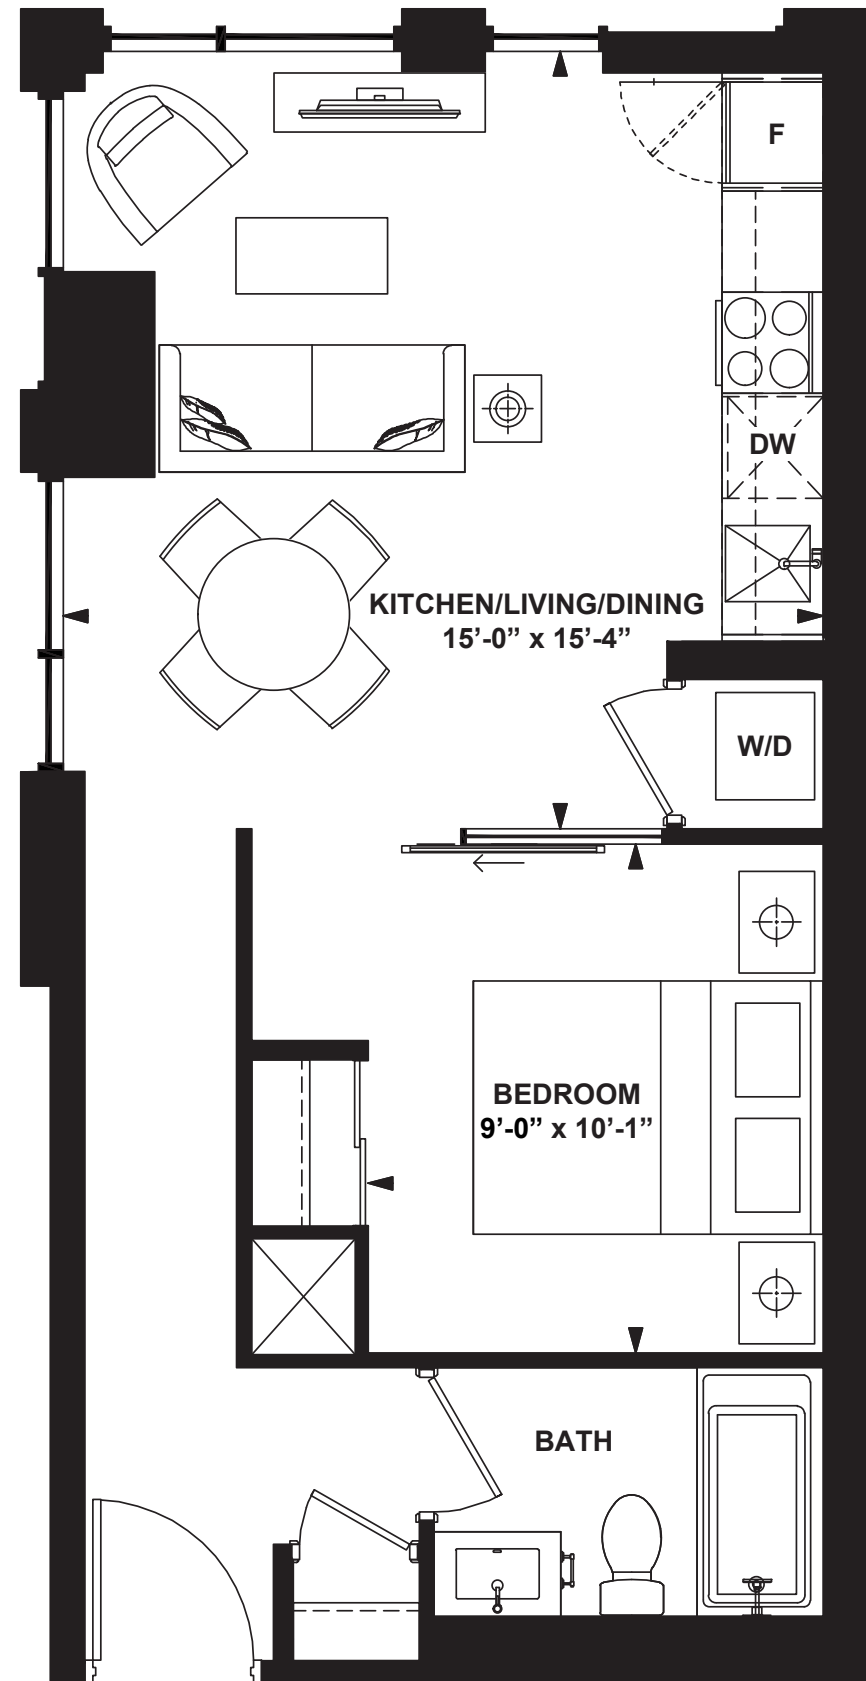 F
DW
KITCHEN/LIVING/DINING
15’-0” x 15’-4”
W/D
BEDROOM
9’-0” x 10’-1”
BATH